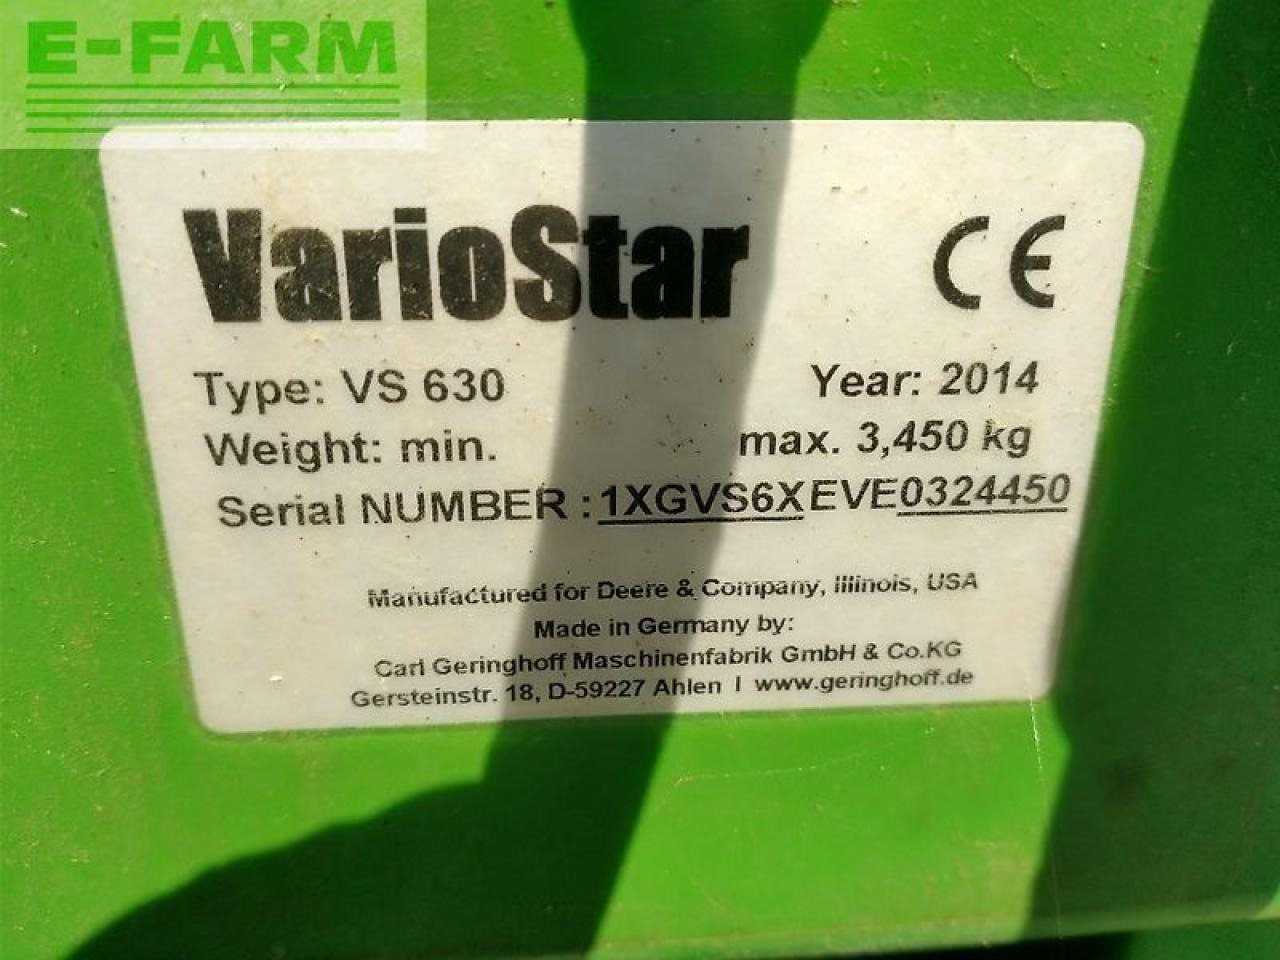 E-FARM
VarioStar CE
Type: VS 630 Year: 2014
Weight: min. max. 3,450 kg
Serial NUMBER : 1XGVS6XEVE0324450
Manufactured for Deere & Company, Illinois, USA
Made in Germany by:
Carl Geringhoff Maschinenfabrik GmbH & Co.KG
Gersteinstr. 18, D-59227 Ahlen I www.geringhoff.de